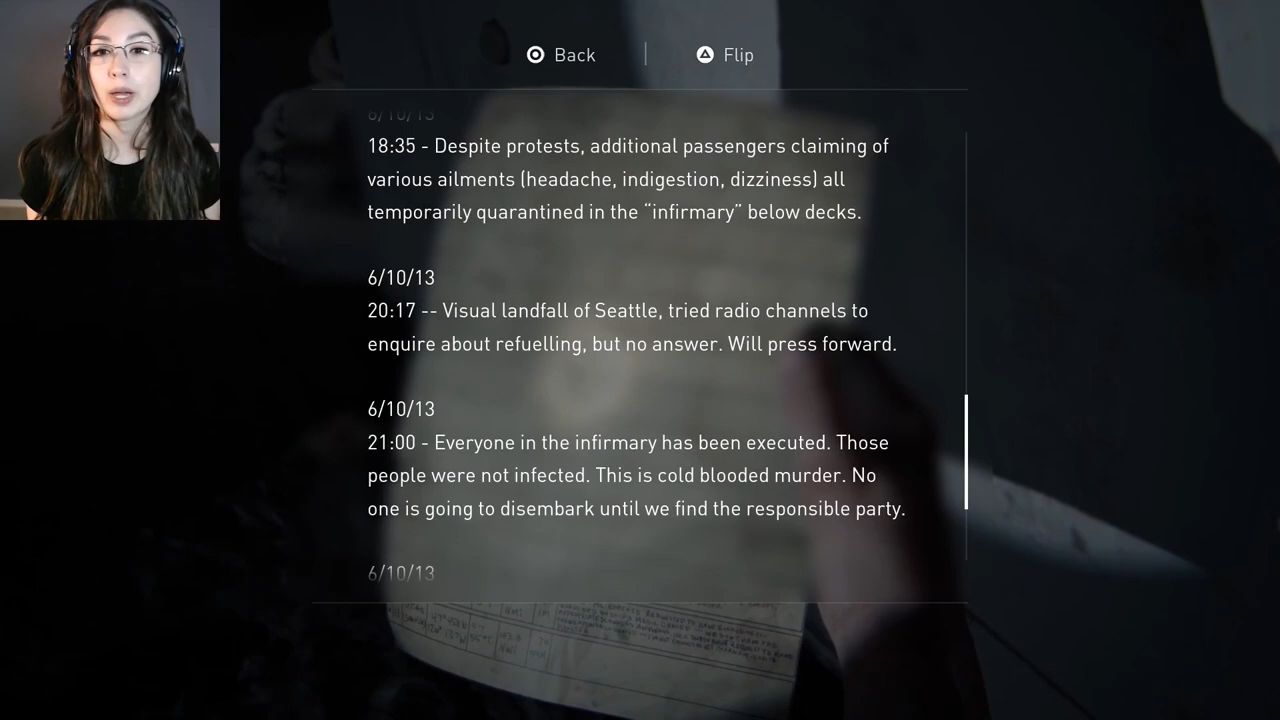 Back
Flip
6/10/13
18:35 - Despite protests, additional passengers claiming of
various ailments (headache, indigestion, dizziness) all
temporarily quarantined in the “infirmary” below decks.
6/10/13
20:17 -- Visual landfall of Seattle, tried radio channels to
enquire about refuelling, but no answer. Will press forward.
6/10/13
21:00 - Everyone in the infirmary has been executed. Those
people were not infected. This is cold blooded murder. No
one is going to disembark until we find the responsible party.
6/10/13